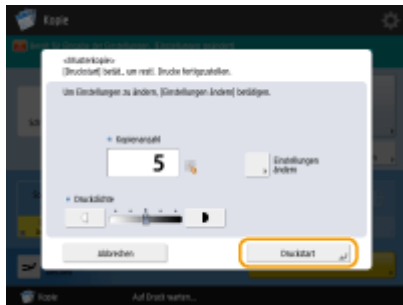 Kopie
<Musterkopie>
[Druckstart] betät., um restl. Drucke fertigzustellen.
Um Einstellungen zu ändern, [Einstellungen ändern] betätigen.
Kopienanzahl
5
Einstellungen
ändern
Druckdichte
Abbrechen
Druckstart
Kopie
Auf Druck warten...